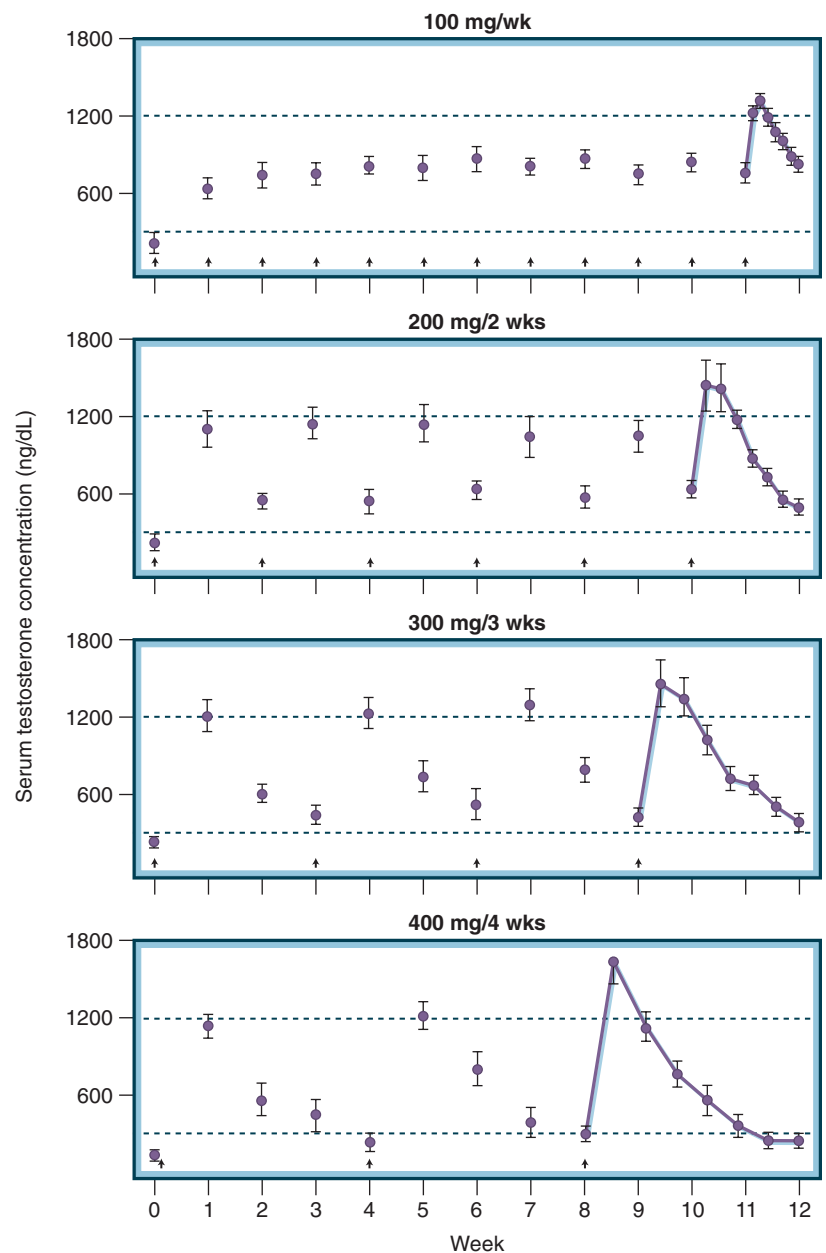 100 mg/wk
1800
1200
600
200 mg/2 wks
1800
1200
600
Serum testosterone concentration (ng/dL)
300 mg/3 wks
1800
1200
600
400 mg/4 wks
1800
1200
600
0 1 2 3 4 5 6 7 8 9 10 11 12
Week